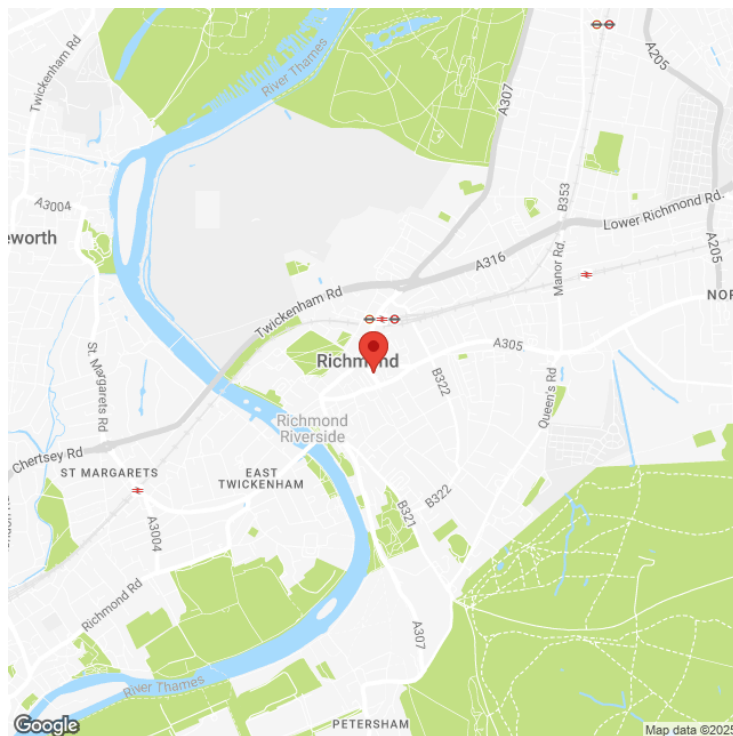 Twickenham Rd
River Thames
A307
A205
A3004
eworth
B353
Lower Richmond Rd.
A316
A205
Manor Rd.
Twickenham Rd
NOR
Richmond
A305
St. Margarets Rd
B322
Queen's Rd
Richmond
Riverside
Chertsey Rd
ST MARGARETS
EAST
TWICKENHAM
B322
B321
A3004
Richmond Rd
A307
River Thames
PETERSHAM
Google
Map data ©2025